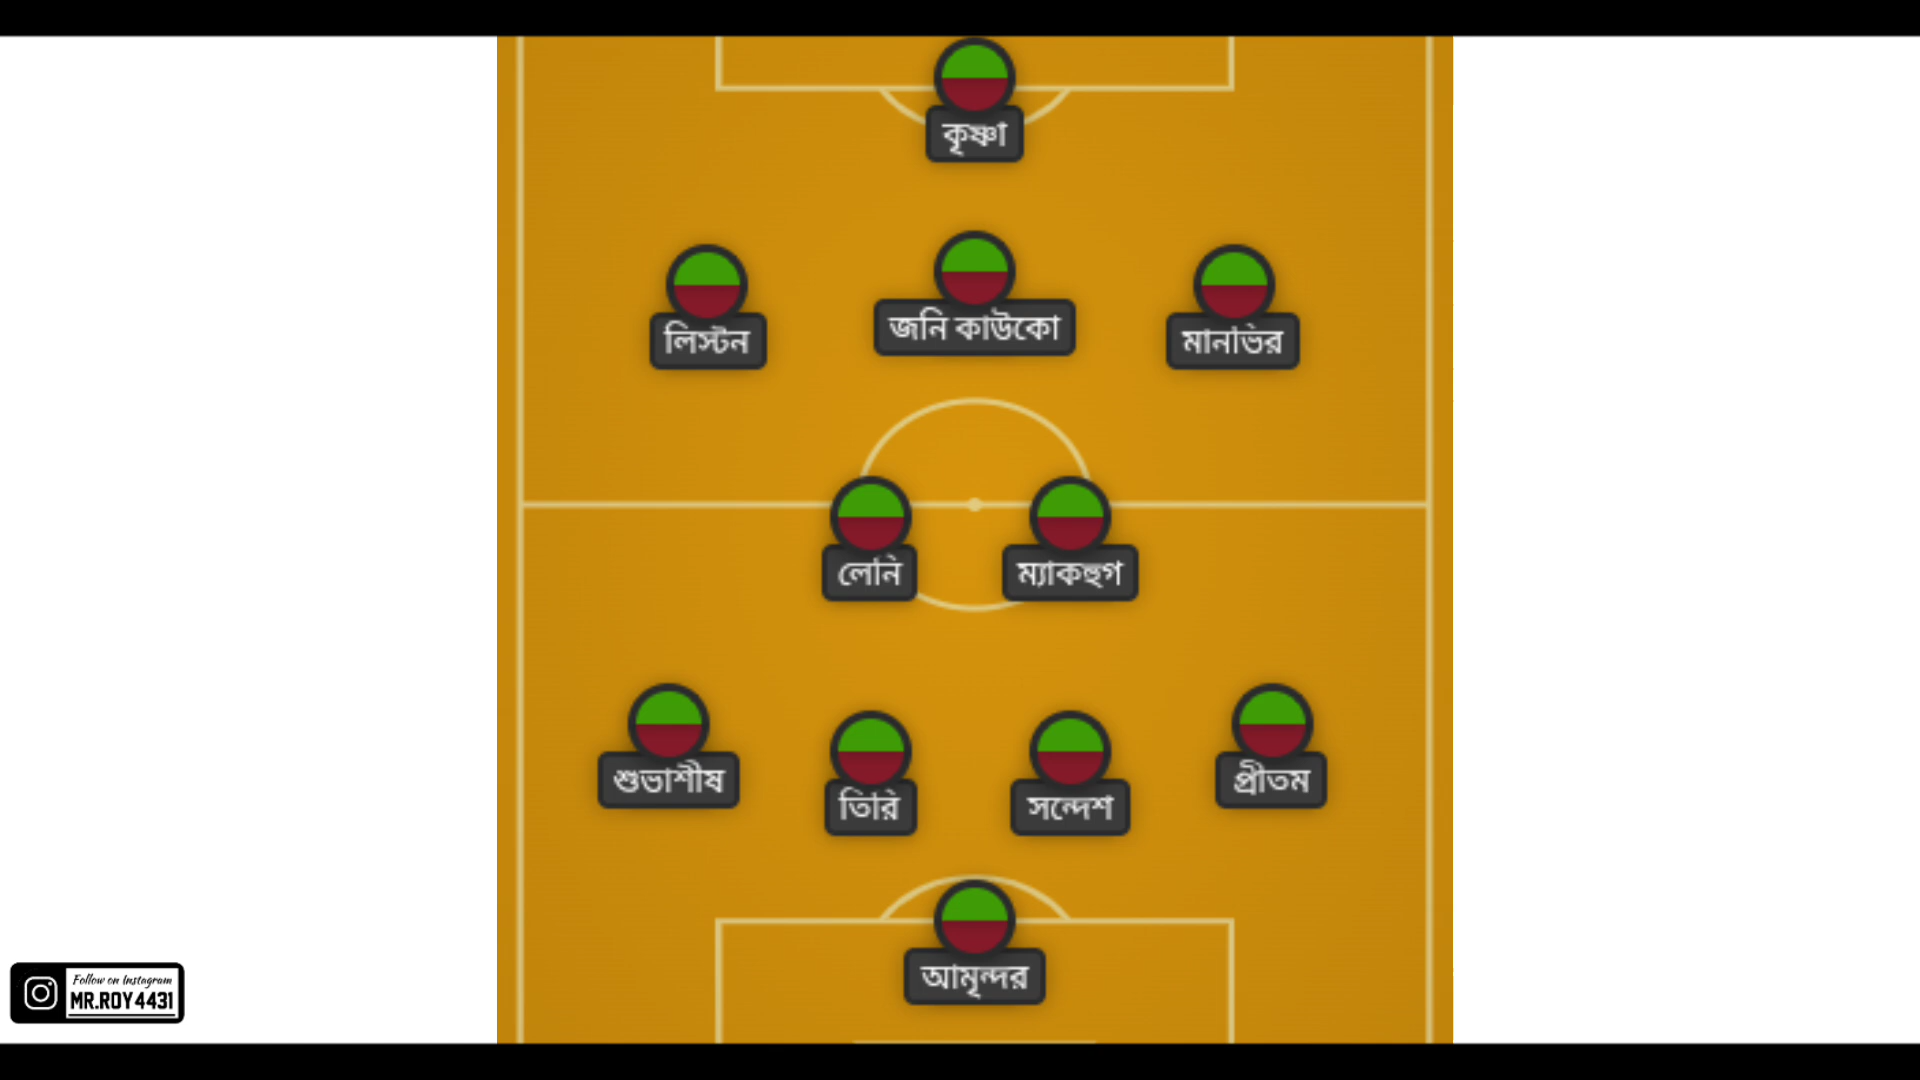 কৃষ্ণা
লিস্টন
জনি কাউকো
মানভির
লেনি
ম্যাকহুগ
শুভাশীষ
তিরি
সন্দেশ
প্রীতম
আমৃন্দর
Follow on Instagram
MR.ROY4431